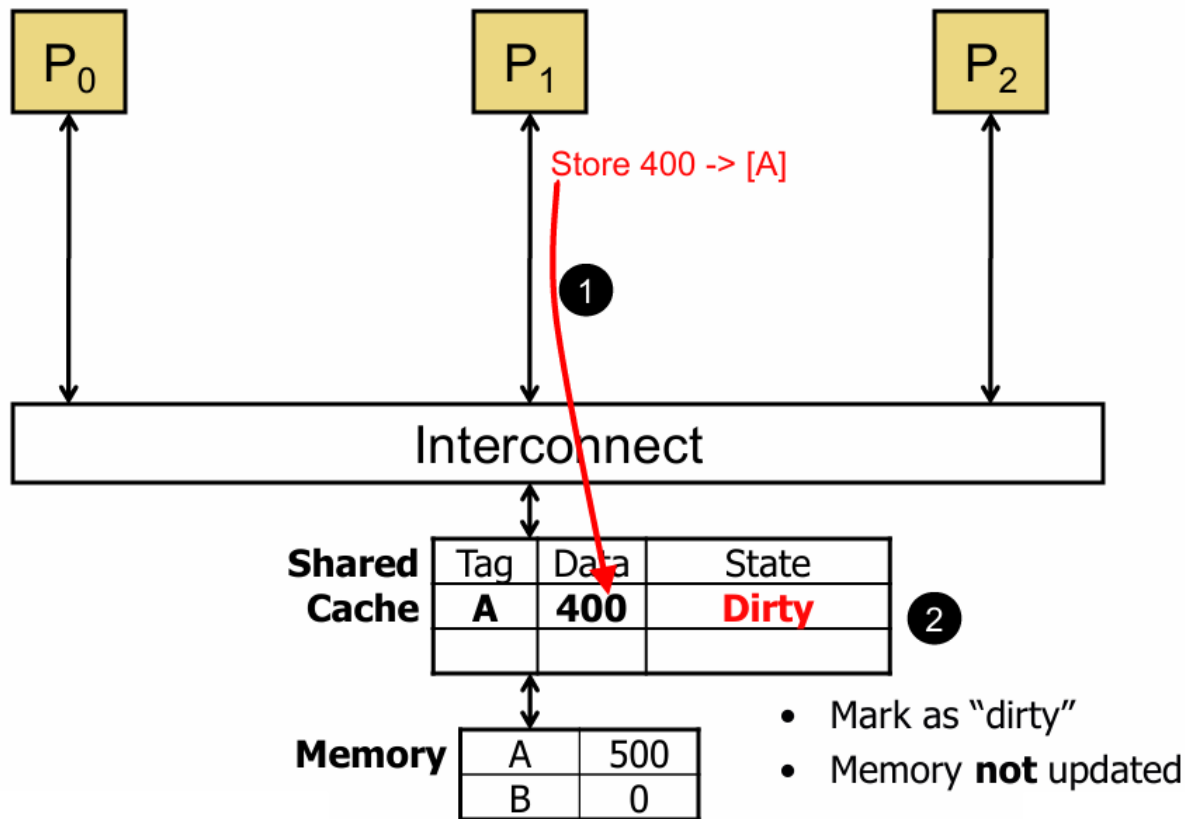 P0 P1 P2
Store 400 -> [A]
1
Interconnect
Shared Cache
Tag Data State
A 400 Dirty
2
Memory
A 500
B 0
• Mark as “dirty”
• Memory not updated